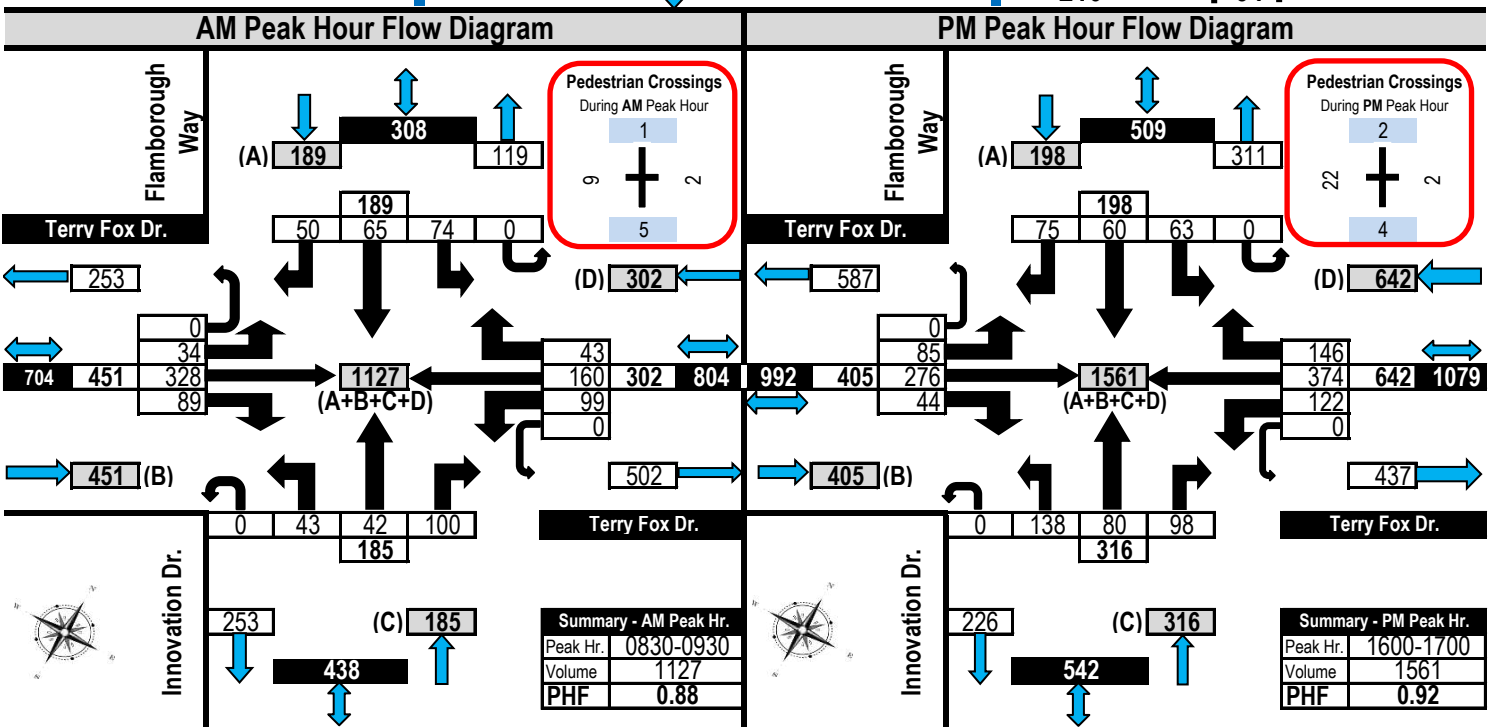 AM Peak Hour Flow Diagram
Flamborough
Way
Terry Fox Dr.
Pedestrian Crossings
During AM Peak Hour
1
9
2
5
308
(A) 189
119
189
50 65 74 0
253
(D) 302
0
34
704 451 328
89
1127
(A+B+C+D)
43
160 302 804
99
0
451 (B)
502
0 43 42 100
185
Terry Fox Dr.
Innovation Dr.
253
(C) 185
438
Summary - AM Peak Hr.
Peak Hr. 0830-0930
Volume 1127
PHF 0.88
PM Peak Hour Flow Diagram
Flamborough
Way
Terry Fox Dr.
Pedestrian Crossings
During PM Peak Hour
2
22
2
4
509
(A) 198
311
198
75 60 63 0
587
(D) 642
0
85
992 405 276
44
1561
(A+B+C+D)
146
374 642 1079
122
0
405 (B)
437
0 138 80 98
316
Terry Fox Dr.
Innovation Dr.
226
(C) 316
542
Summary - PM Peak Hr.
Peak Hr. 1600-1700
Volume 1561
PHF 0.92